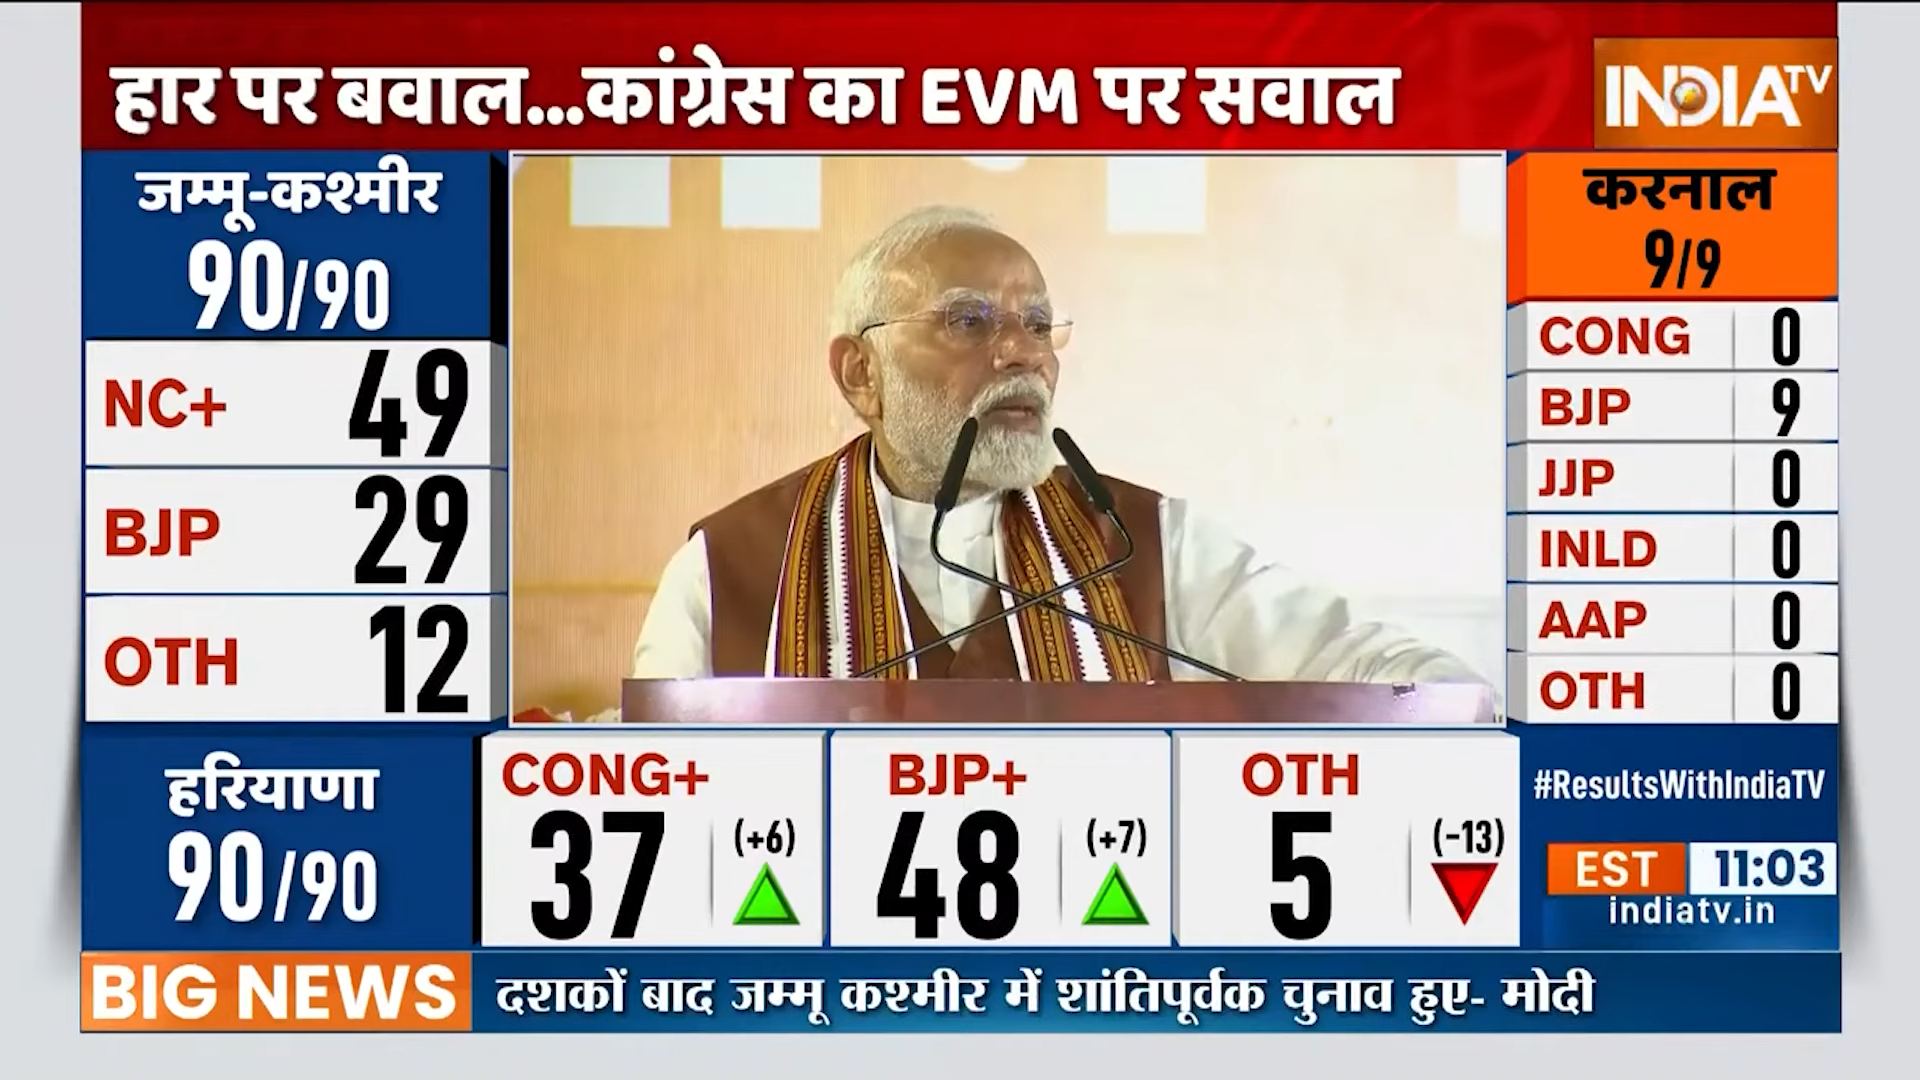 हार पर बवाल...कांग्रेस का EVM पर सवाल
INDIA TV
जम्मू-कश्मीर
90/90
NC+ 49
BJP 29
OTH 12
करनाल
9/9
CONG 0
BJP 9
JJP 0
INLD 0
AAP 0
OTH 0
हरियाणा
90/90
CONG+
37 (+6)
BJP+
48 (+7)
OTH
5 (-13)
#ResultsWithIndiaTV
EST 11:03
indiatv.in
BIG NEWS
दशकों बाद जम्मू कश्मीर में शांतिपूर्वक चुनाव हुए- मोदी